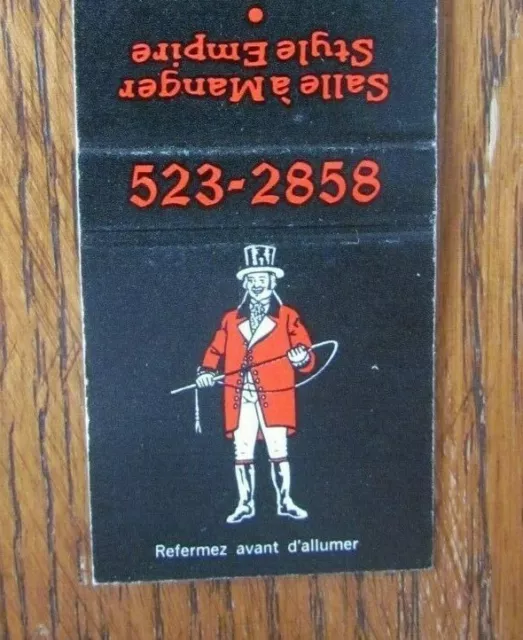 Salle à Manger
Style Empire
•
523-2858
Refermez avant d'allumer